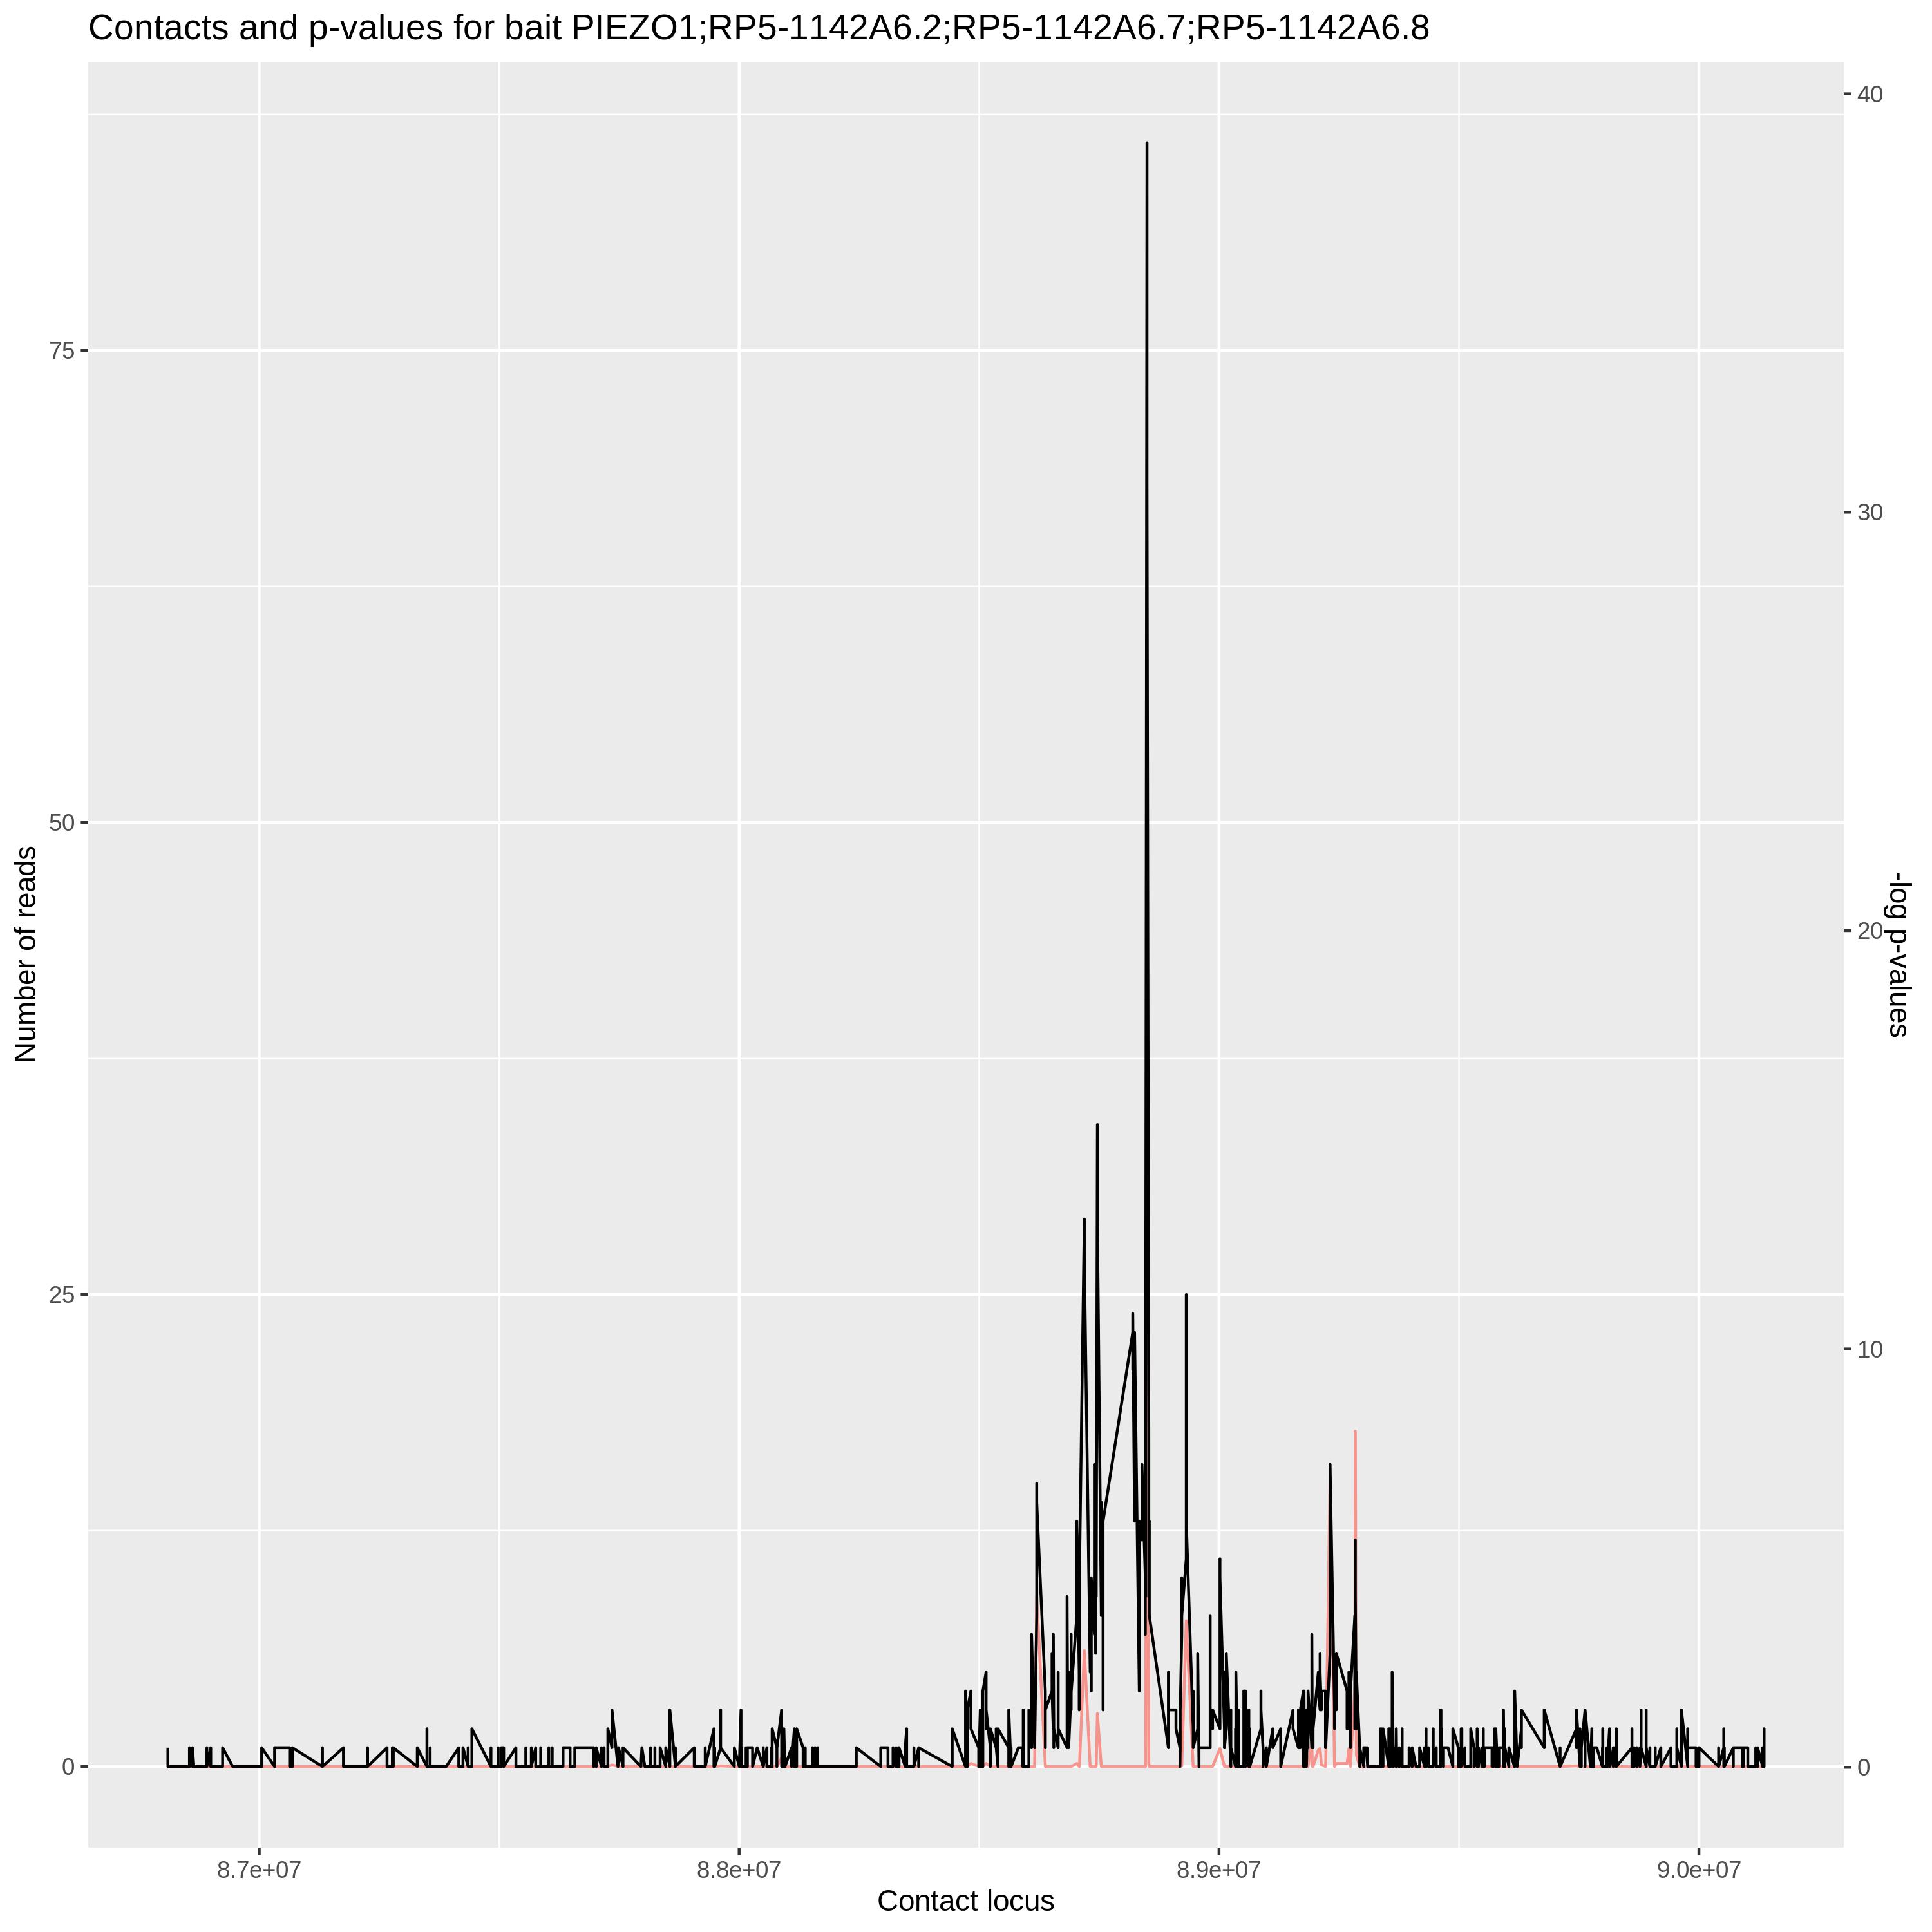 Contacts and p-values for bait PIEZO1;RP5-1142A6.2;RP5-1142A6.7;RP5-1142A6.8
40
75
30
50
20
25
10
0
0
Number of reads
-log p-values
8.7e+07 8.8e+07 8.9e+07 9.0e+07
Contact locus